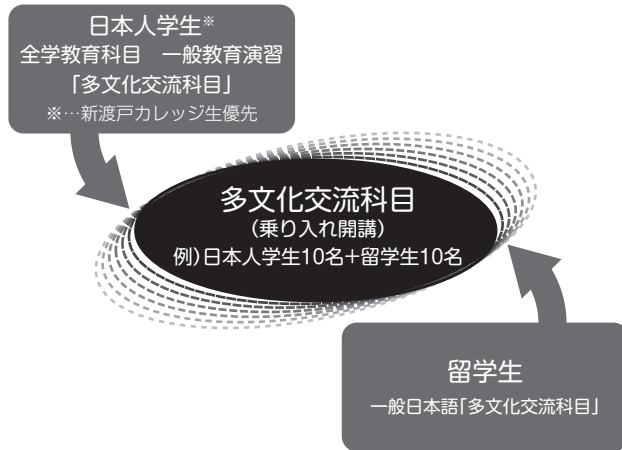 日本人学生※
全学教育科目　一般教育演習
「多文化交流科目」
※…新渡戸カレッジ生優先
多文化交流科目
(乗り入れ開講)
例)日本人学生10名+留学生10名
留学生
一般日本語「多文化交流科目」